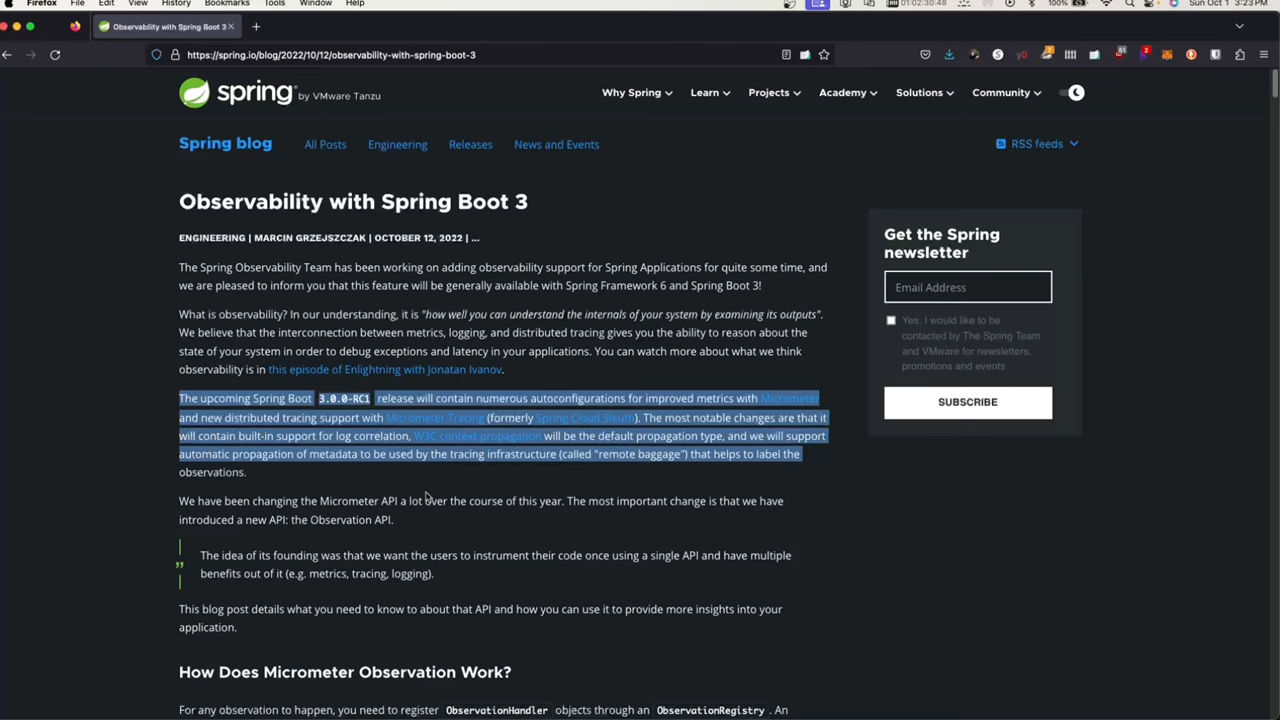 Firefox File Edit View History Bookmarks Tools Window Help 01:02:30:48 100% Sun Oct 1 3:23 PM
Observability with Spring Boot 3
https://spring.io/blog/2022/10/12/observability-with-spring-boot-3
spring by VMware Tanzu
Why Spring Learn Projects Academy Solutions Community
Spring blog All Posts Engineering Releases News and Events RSS feeds
Observability with Spring Boot 3
ENGINEERING | MARCIN GRZEJSZCZAK | OCTOBER 12, 2022 | ...
The Spring Observability Team has been working on adding observability support for Spring Applications for quite some time, and
we are pleased to inform you that this feature will be generally available with Spring Framework 6 and Spring Boot 3!
What is observability? In our understanding, it is "how well you can understand the internals of your system by examining its outputs".
We believe that the interconnection between metrics, logging, and distributed tracing gives you the ability to reason about the
state of your system in order to debug exceptions and latency in your applications. You can watch more about what we think
observability is in this episode of Enlightning with Jonatan Ivanov.
The upcoming Spring Boot 3.0.0-RC1 release will contain numerous autoconfigurations for improved metrics with Micrometer
and new distributed tracing support with Micrometer Tracing (formerly Spring Cloud Sleuth). The most notable changes are that it
will contain built-in support for log correlation, W3C context propagation will be the default propagation type, and we will support
automatic propagation of metadata to be used by the tracing infrastructure (called "remote baggage") that helps to label the
observations.
We have been changing the Micrometer API a lot over the course of this year. The most important change is that we have
introduced a new API: the Observation API.
The idea of its founding was that we want the users to instrument their code once using a single API and have multiple
benefits out of it (e.g. metrics, tracing, logging).
This blog post details what you need to know to about that API and how you can use it to provide more insights into your
application.
How Does Micrometer Observation Work?
For any observation to happen, you need to register ObservationHandler objects through an ObservationRegistry. An
Get the Spring
newsletter
Email Address
Yes, I would like to be
contacted by The Spring Team
and VMware for newsletters,
promotions and events
SUBSCRIBE